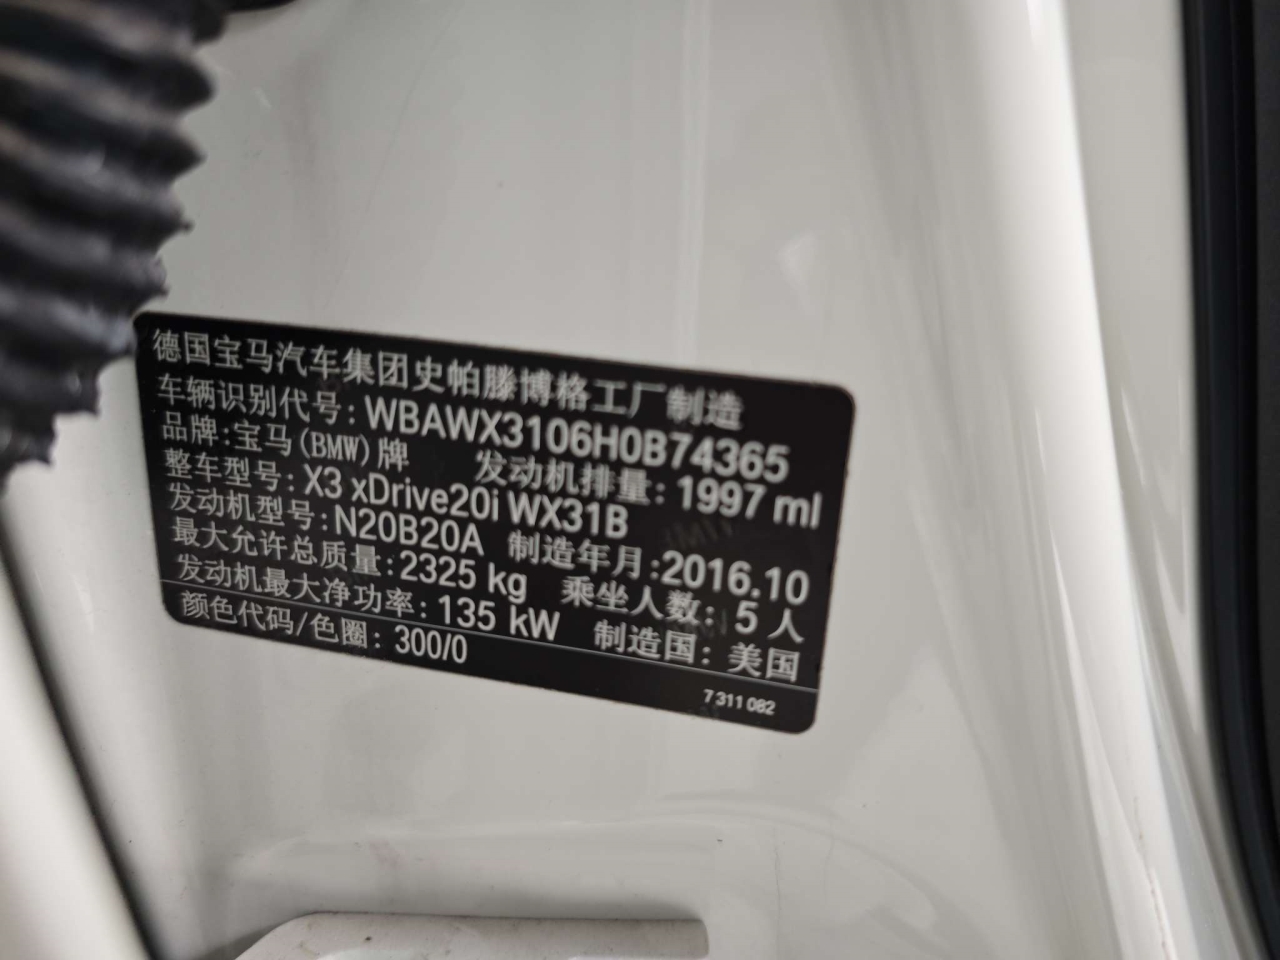 德国宝马汽车集团史帕滕博格工厂制造
车辆识别代号: WBAWX3106H0B74365
品牌:宝马(BMW)牌 发动机排量: 1997 ml
整车型号: X3 xDrive20i WX31B
发动机型号: N20B20A 制造年月:2016.10
最大允许总质量:2325 kg 乘坐人数: 5 人
发动机最大净功率: 135 kW 制造国: 美国
颜色代码/色圈: 300/0
7311082